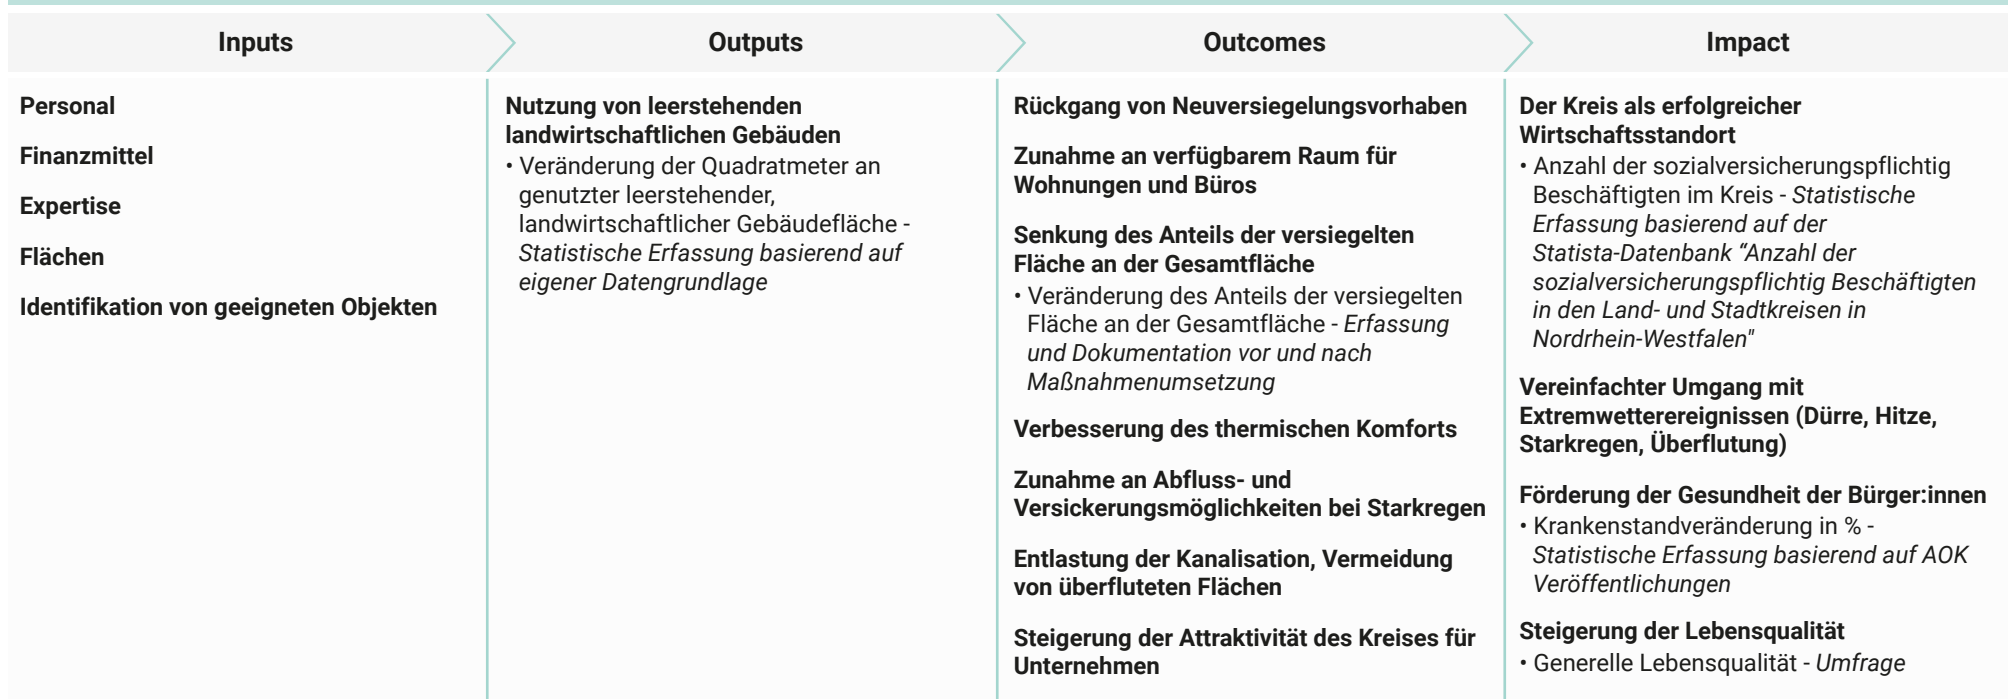 Inputs
Outputs
Outcomes
Impact
Personal
Finanzmittel
Expertise
Flächen
Identifikation von geeigneten Objekten
Nutzung von leerstehenden
landwirtschaftlichen Gebäuden
• Veränderung der Quadratmeter an
genutzter leerstehender,
landwirtschaftlicher Gebäudefläche -
Statistische Erfassung basierend auf
eigener Datengrundlage
Rückgang von Neuversiegelungsvorhaben
Zunahme an verfügbarem Raum für
Wohnungen und Büros
Senkung des Anteils der versiegelten
Fläche an der Gesamtfläche
• Veränderung des Anteils der versiegelten
Fläche an der Gesamtfläche - Erfassung
und Dokumentation vor und nach
Maßnahmenumsetzung
Verbesserung des thermischen Komforts
Zunahme an Abfluss- und
Versickerungsmöglichkeiten bei Starkregen
Entlastung der Kanalisation, Vermeidung
von überfluteten Flächen
Steigerung der Attraktivität des Kreises für
Unternehmen
Der Kreis als erfolgreicher
Wirtschaftsstandort
• Anzahl der sozialversicherungspflichtig
Beschäftigten im Kreis - Statistische
Erfassung basierend auf der
Statista-Datenbank “Anzahl der
sozialversicherungspflichtig Beschäftigten
in den Land- und Stadtkreisen in
Nordrhein-Westfalen"
Vereinfachter Umgang mit
Extremwetterereignissen (Dürre, Hitze,
Starkregen, Überflutung)
Förderung der Gesundheit der Bürger:innen
• Krankenstandveränderung in % -
Statistische Erfassung basierend auf AOK
Veröffentlichungen
Steigerung der Lebensqualität
• Generelle Lebensqualität - Umfrage